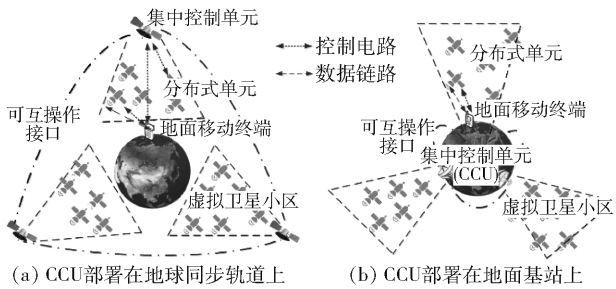 集中控制单元
分布式单元
可互操作
接口
地面移动终端
虚拟卫星小区
(a) CCU部署在地球同步轨道上
控制电路
数据链路
分布式单元
地面移动终端
可互操作
接口
集中控制单元
(CCU)
虚拟卫星小区
(b) CCU部署在地面基站上